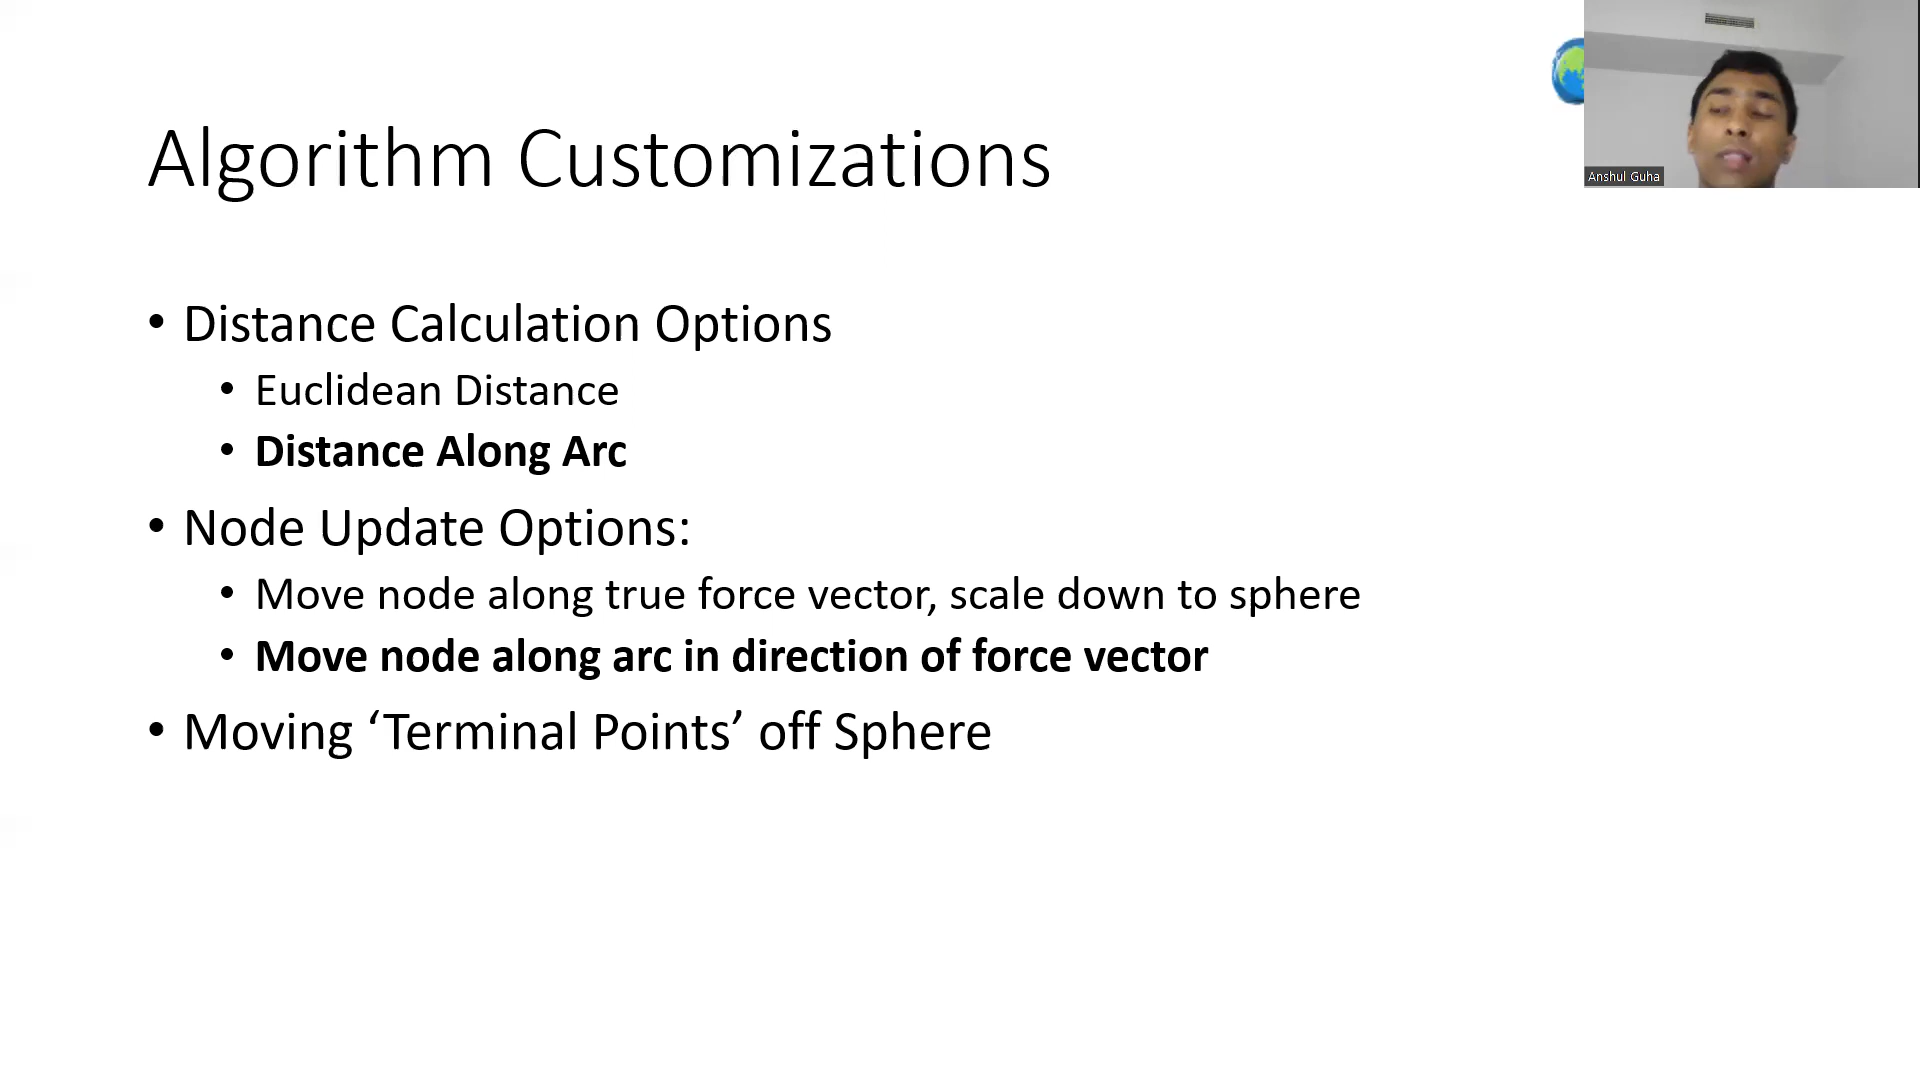 Algorithm Customizations
Anshul Guha
• Distance Calculation Options
• Euclidean Distance
• Distance Along Arc
• Node Update Options:
• Move node along true force vector, scale down to sphere
• Move node along arc in direction of force vector
• Moving ‘Terminal Points’ off Sphere